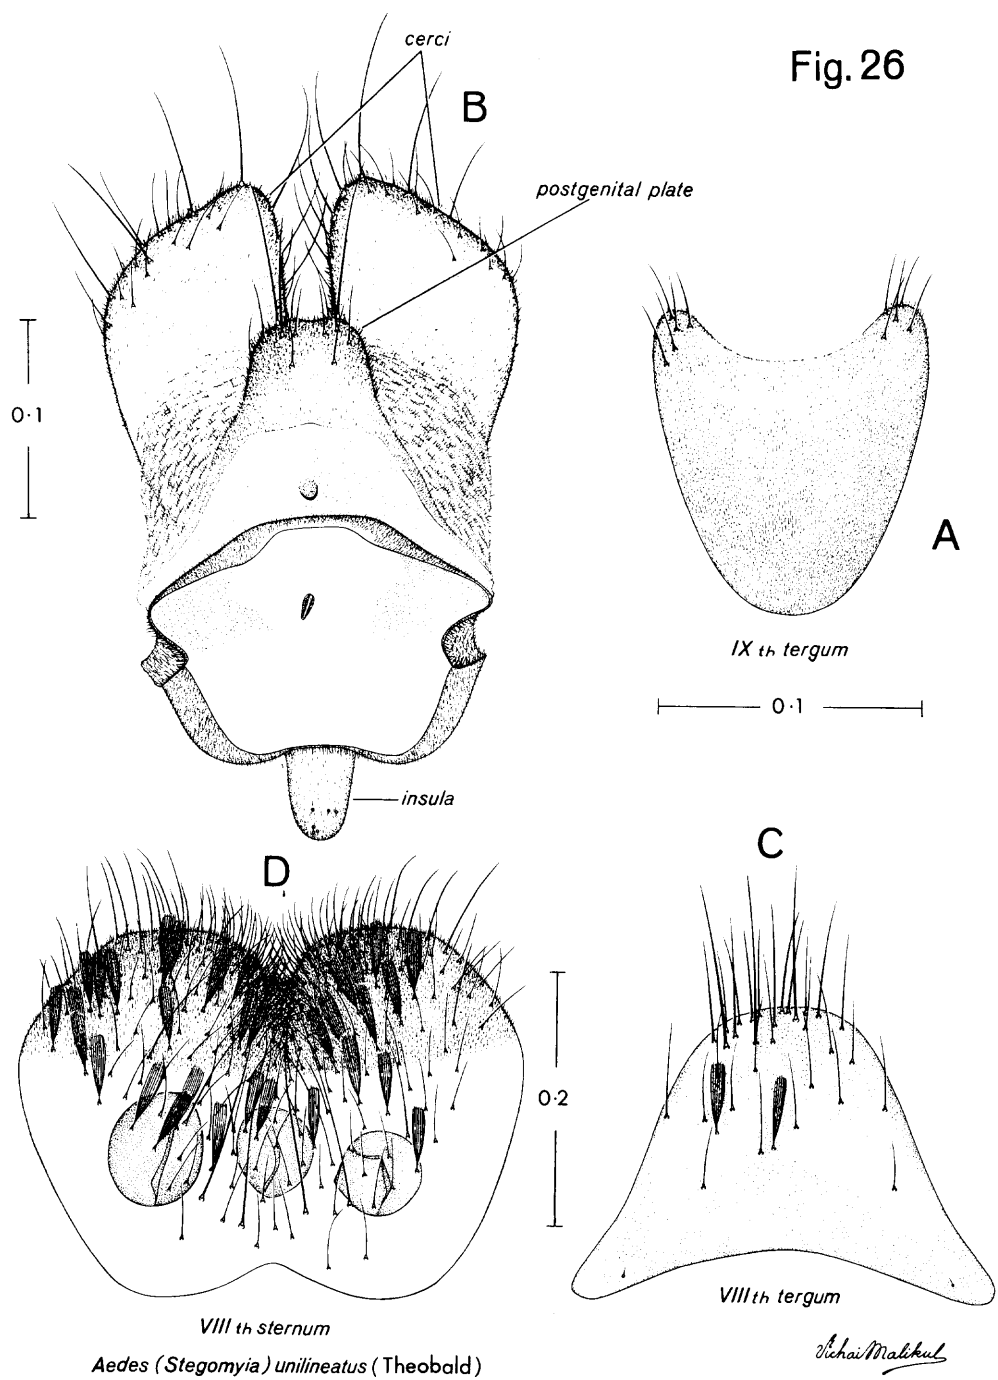 Fig. 26
cerci
B
postgenital plate
0·1
A
IX th tergum
0·1
insula
D
C
0·2
VIII th sternum
VIII th tergum
Aedes (Stegomyia) unilineatus (Theobald)
Vichai Malikul